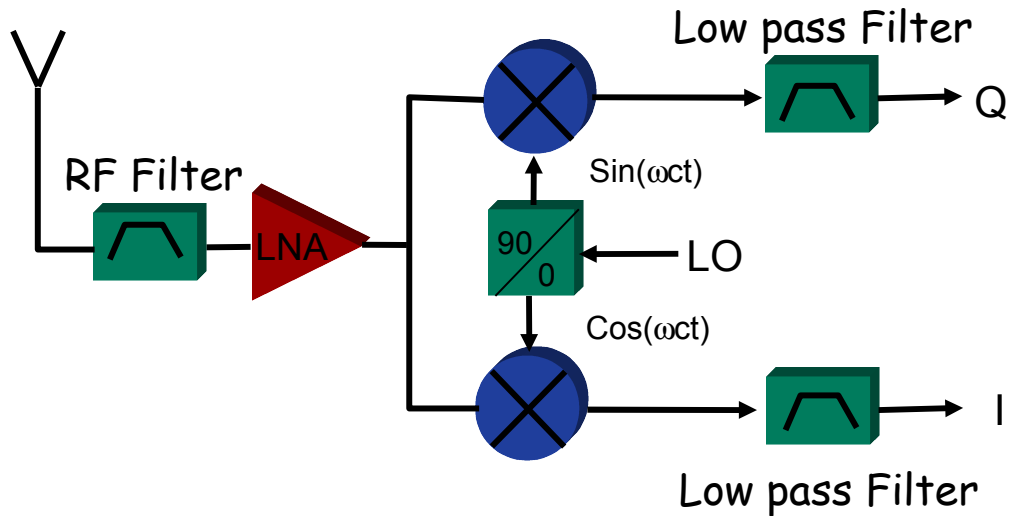 Low pass Filter
Q
Sin(ωct)
RF Filter
LNA
90
0
LO
Cos(ωct)
I
Low pass Filter